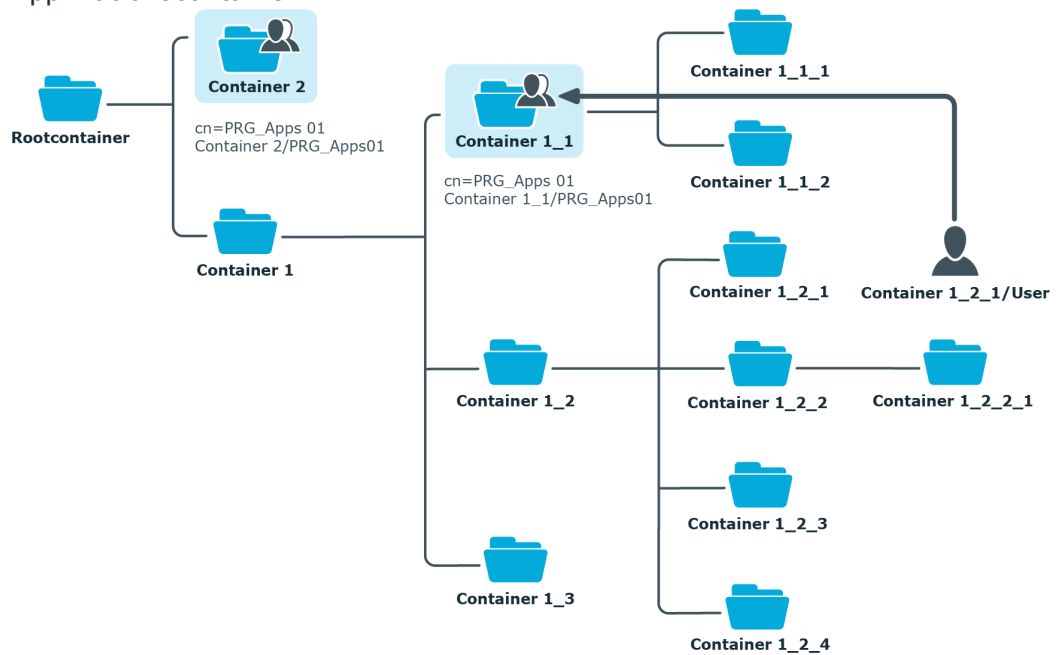 Container 1_1_1
Container 2
Rootcontainer
cn=PRG_Apps 01
Container 2/PRG_Apps01
Container 1_1
cn=PRG_Apps 01
Container 1_1/PRG_Apps01
Container 1_1_2
Container 1
Container 1_2_1
Container 1_2_1/User
Container 1_2
Container 1_2_2
Container 1_2_2_1
Container 1_2_3
Container 1_3
Container 1_2_4